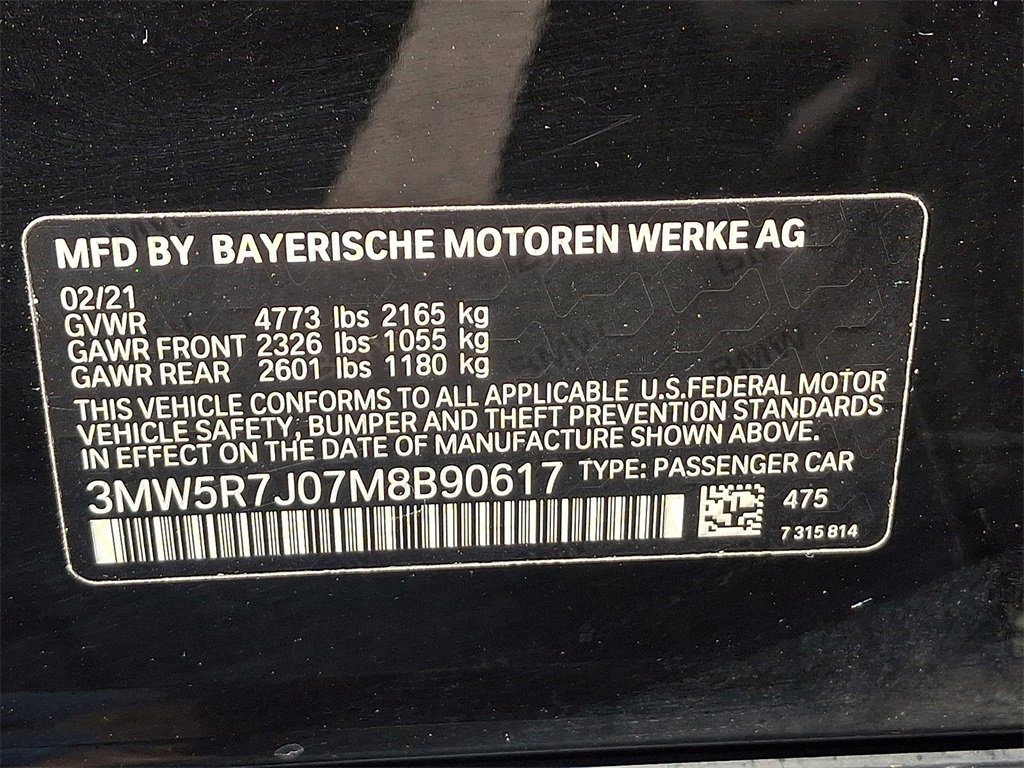 MFD BY BAYERISCHE MOTOREN WERKE AG
02/21
GVWR 4773 lbs 2165 kg
GAWR FRONT 2326 lbs 1055 kg
GAWR REAR 2601 lbs 1180 kg
THIS VEHICLE CONFORMS TO ALL APPLICABLE U.S.FEDERAL MOTOR
VEHICLE SAFETY, BUMPER AND THEFT PREVENTION STANDARDS
IN EFFECT ON THE DATE OF MANUFACTURE SHOWN ABOVE.
3MW5R7J07M8B90617 TYPE: PASSENGER CAR
475
7 315 814